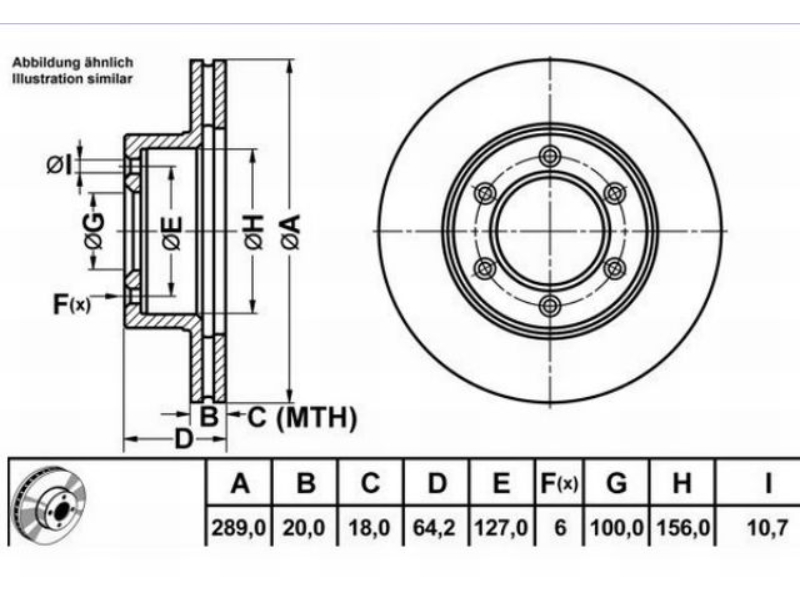 Abbildung ähnlich
Illustration similar
ØI
ØG
ØE
ØH
ØA
F(x)
B
C (MTH)
D
A B C D E F(x) G H I
289,0 20,0 18,0 64,2 127,0 6 100,0 156,0 10,7